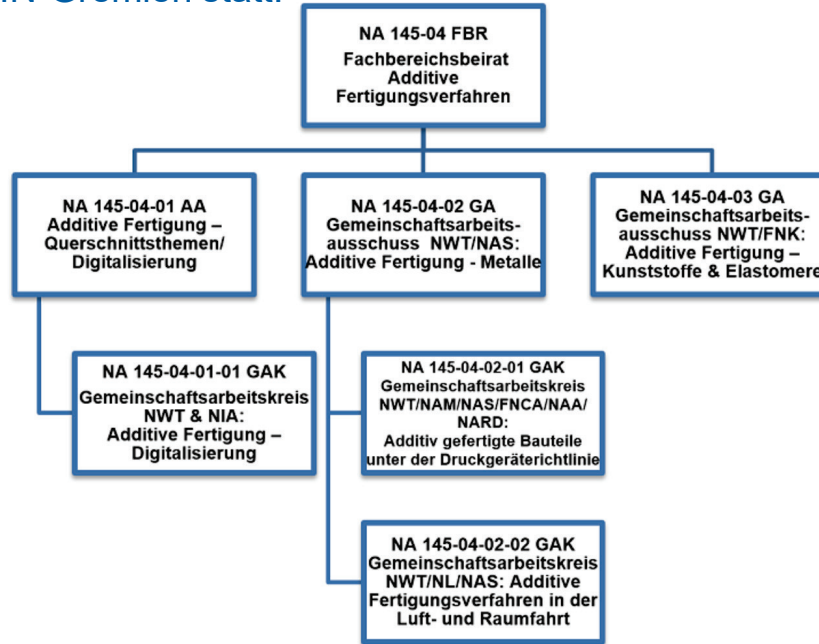 NA 145-04 FBR
Fachbereichsbeirat
Additive
Fertigungsverfahren
NA 145-04-01 AA
Additive Fertigung –
Querschnittsthemen/
Digitalisierung
NA 145-04-02 GA
Gemeinschaftsarbeits-
ausschuss NWT/NAS:
Additive Fertigung - Metalle
NA 145-04-03 GA
Gemeinschaftsarbeits-
ausschuss NWT/FNK:
Additive Fertigung –
Kunststoffe & Elastomere
NA 145-04-01-01 GAK
Gemeinschaftsarbeitskreis
NWT & NIA:
Additive Fertigung –
Digitalisierung
NA 145-04-02-01 GAK
Gemeinschaftsarbeitskreis
NWT/NAM/NAS/FNCA/NAA/
NARD:
Additiv gefertigte Bauteile
unter der Druckgeräterichtlinie
NA 145-04-02-02 GAK
Gemeinschaftsarbeitskreis
NWT/NL/NAS: Additive
Fertigungsverfahren in der
Luft- und Raumfahrt